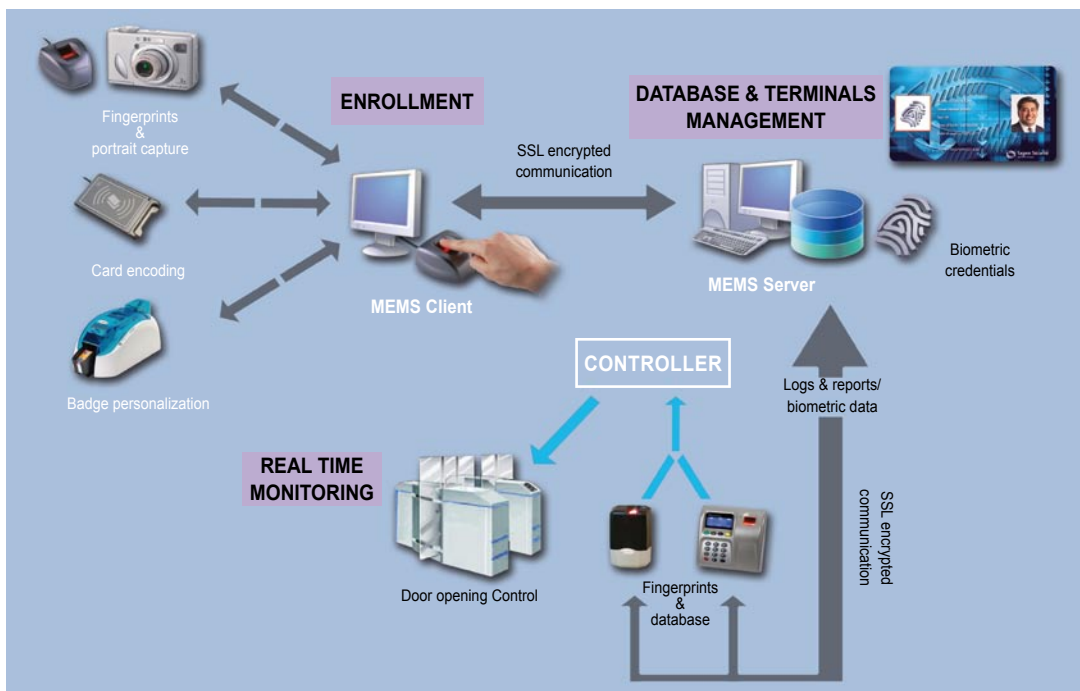 ENROLLMENT
DATABASE & TERMINALS
MANAGEMENT
Fingerprints
&
portrait capture
SSL encrypted
communication
Card encoding
MEMS Client
MEMS Server
Biometric
credentials
Badge personalization
CONTROLLER
Logs & reports/
biometric data
REAL TIME
MONITORING
Door opening Control
Fingerprints
&
database
SSL encrypted
communication